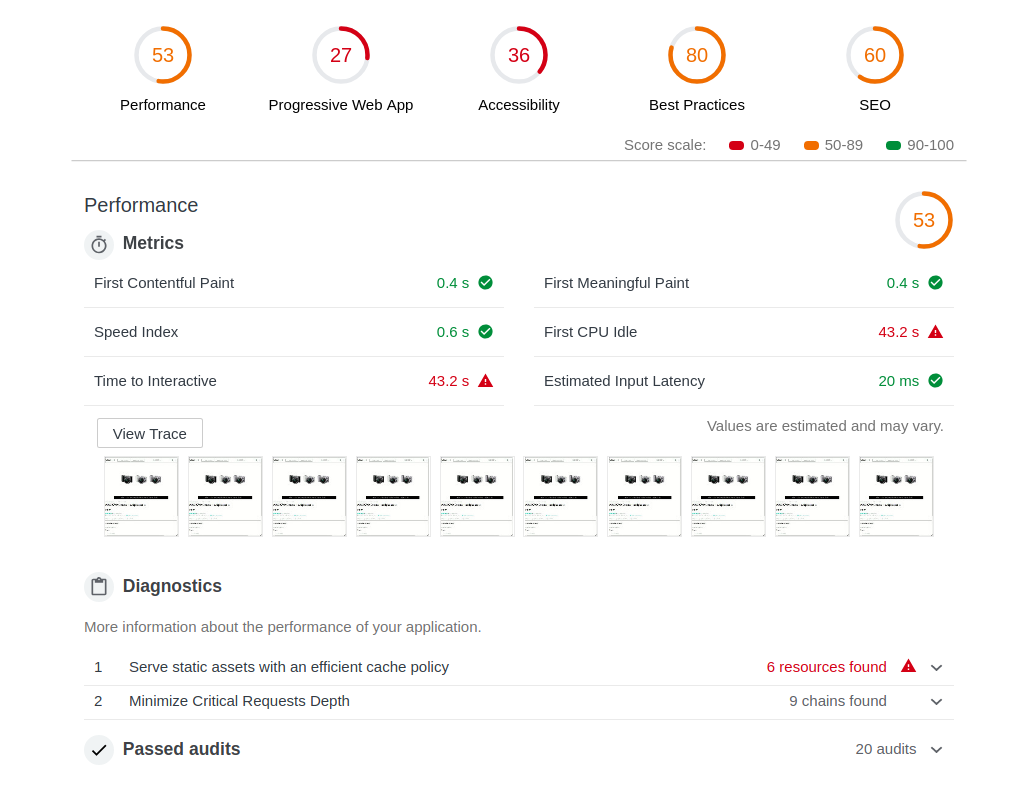 53 27 36 80 60
Performance Progressive Web App Accessibility Best Practices SEO
Score scale: 0-49 50-89 90-100
Performance
53
Metrics
First Contentful Paint 0.4 s
First Meaningful Paint 0.4 s
Speed Index 0.6 s
First CPU Idle 43.2 s
Time to Interactive 43.2 s
Estimated Input Latency 20 ms
View Trace
Values are estimated and may vary.
Diagnostics
More information about the performance of your application.
1 Serve static assets with an efficient cache policy 6 resources found
2 Minimize Critical Requests Depth 9 chains found
Passed audits 20 audits